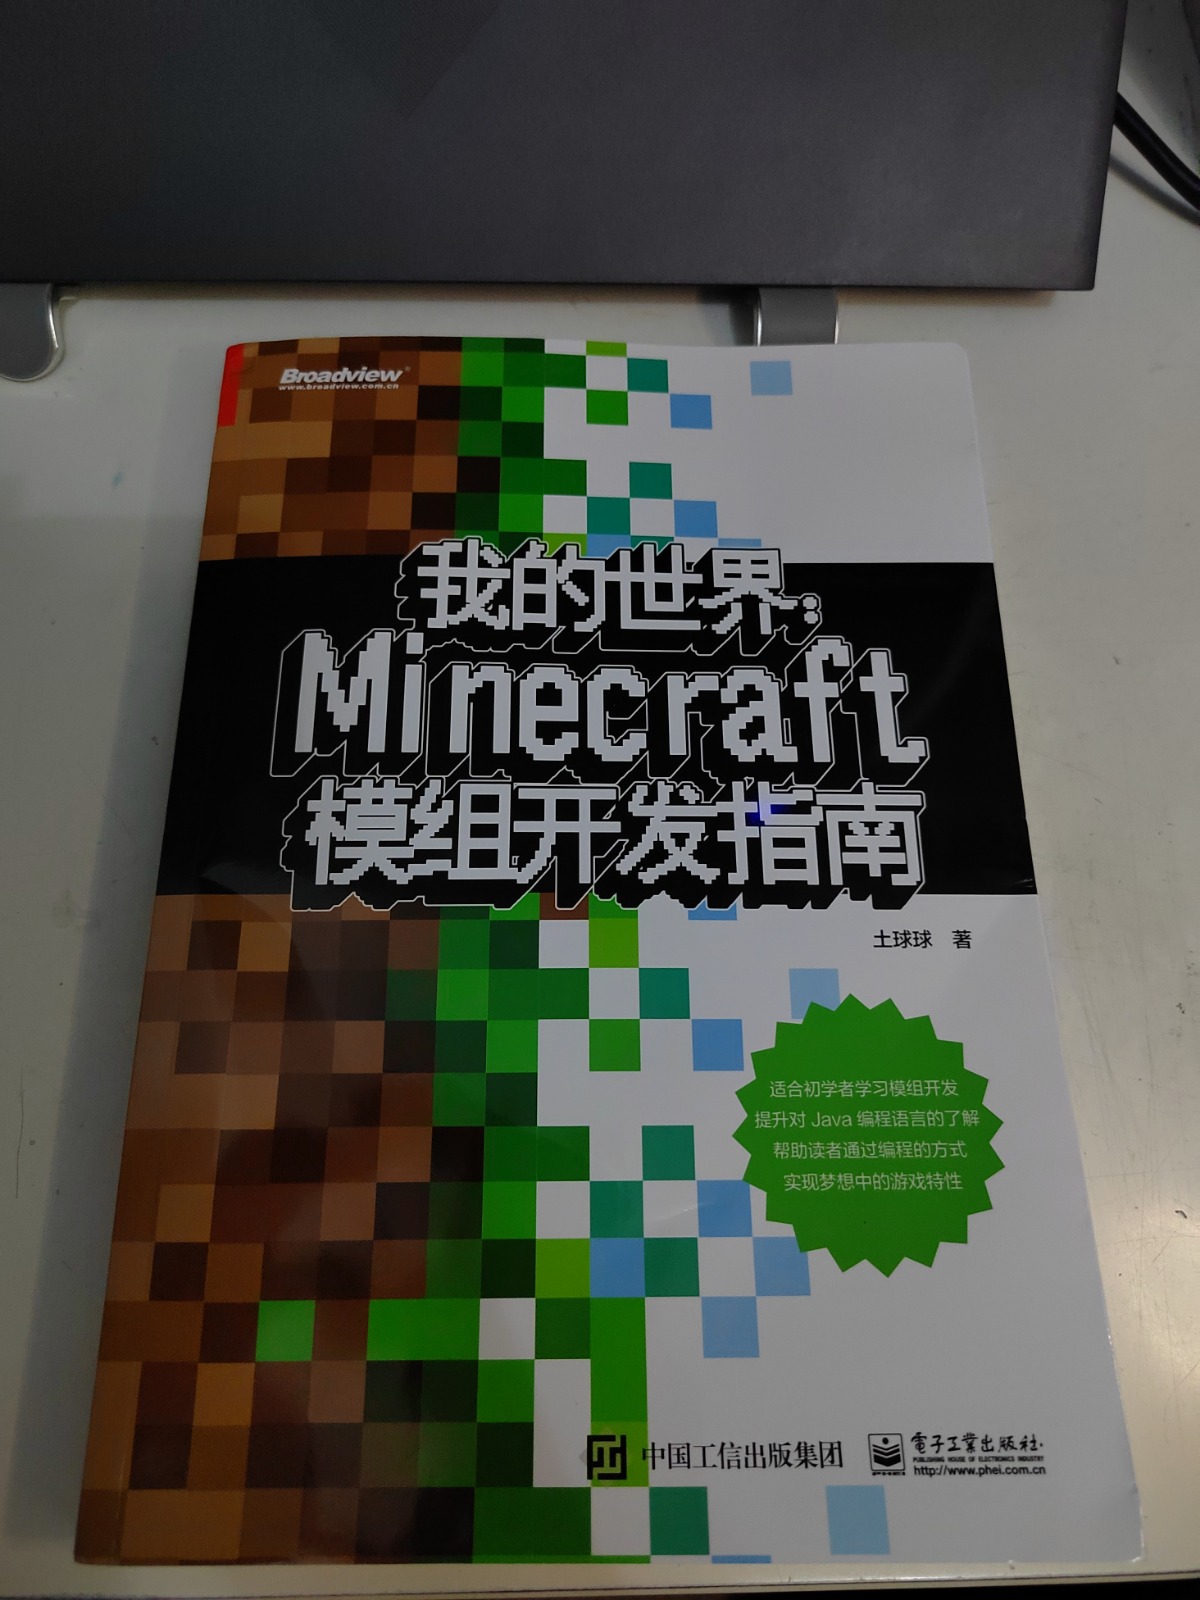 Broadview®
www.broadview.com.cn
我的世界:
Minecraft
模组开发指南
土球球 著
适合初学者学习模组开发
提升对 Java 编程语言的了解
帮助读者通过编程的方式
实现梦想中的游戏特性
中国工信出版集团
電子工業出版社·
PUBLISHING HOUSE OF ELECTRONICS INDUSTRY
PHEI http://www.phei.com.cn